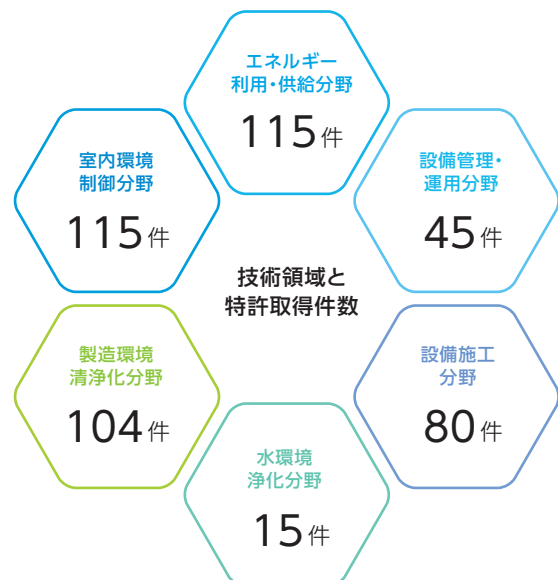 エネルギー
利用・供給分野
115件
室内環境
制御分野
115件
設備管理・
運用分野
45件
技術領域と
特許取得件数
製造環境
清浄化分野
104件
設備施工
分野
80件
水環境
浄化分野
15件